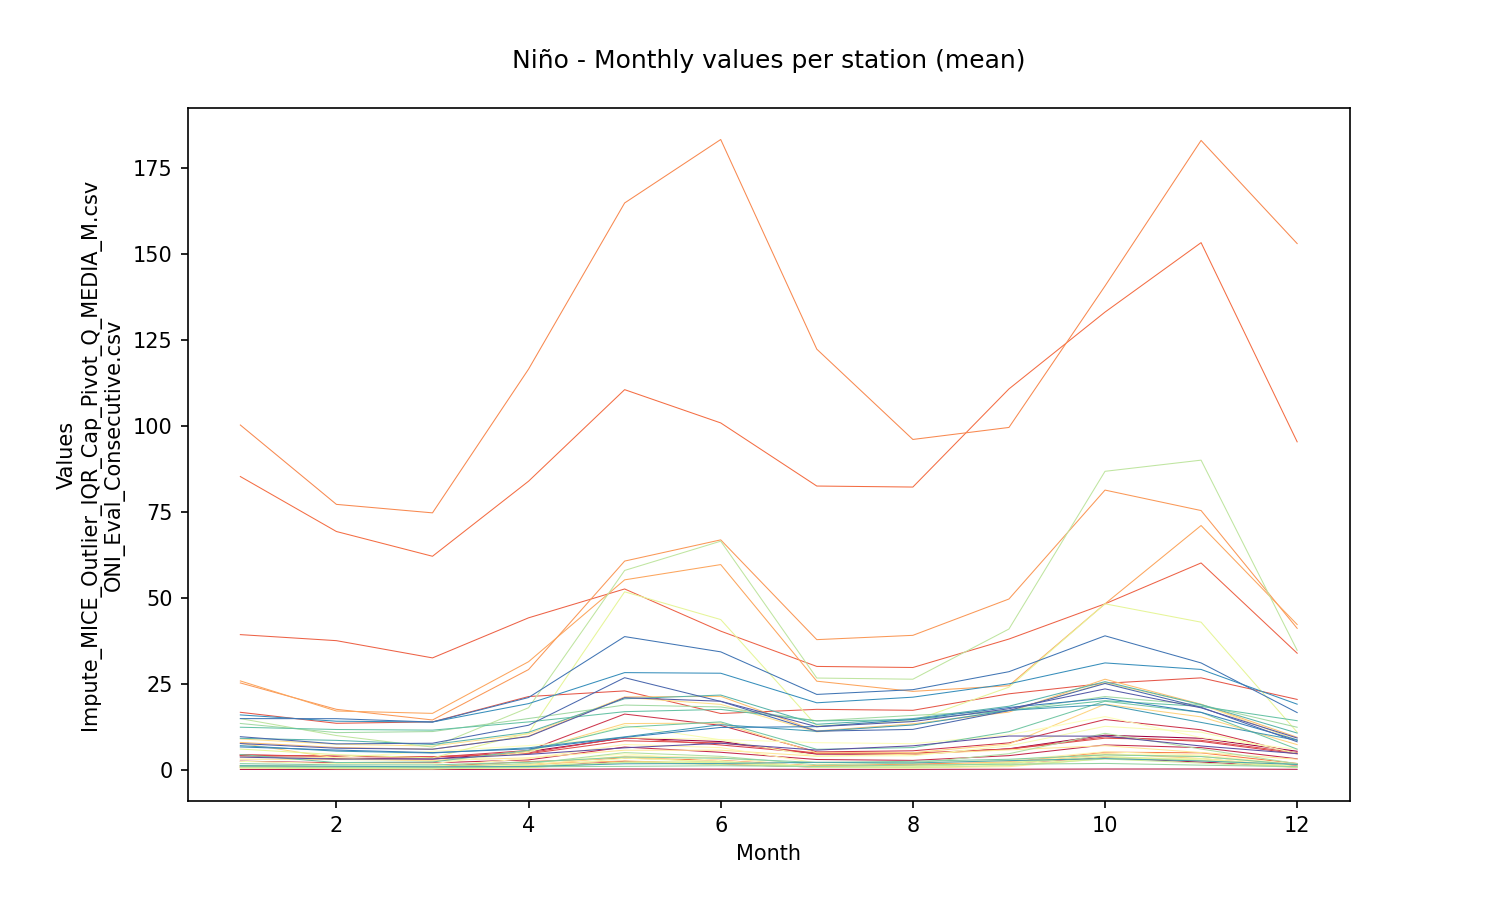 Niño - Monthly values per station (mean)
Values
Impute_MICE_Outlier_IQR_Cap_Pivot_Q_MEDIA_M.csv
ONI_Eval_Consecutive.csv
175
150
125
100
75
50
25
0
2 4 6 8 10 12
Month